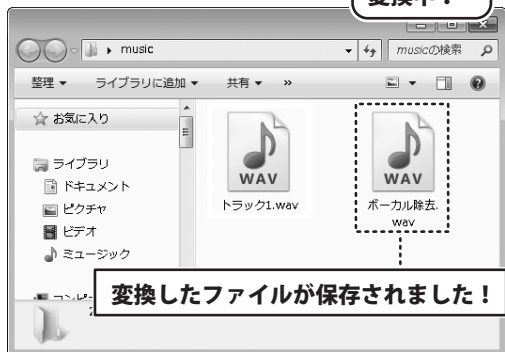 変換中！
music
musicの検索
整理
ライブラリに追加
共有
»
お気に入り
ライブラリ
ドキュメント
ピクチャ
ビデオ
ミュージック
WAV
トラック1.wav
WAV
ボーカル除去.
wav
変換したファイルが保存されました！